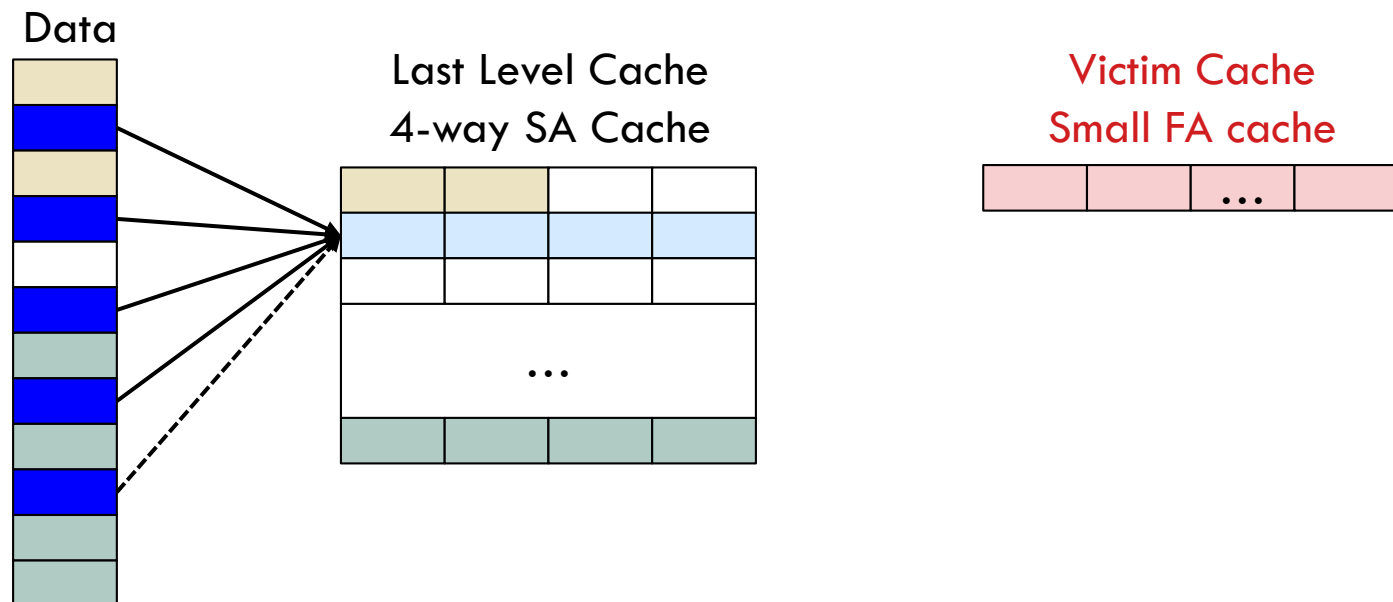 Data
Last Level Cache
4-way SA Cache
...
Victim Cache
Small FA cache
...